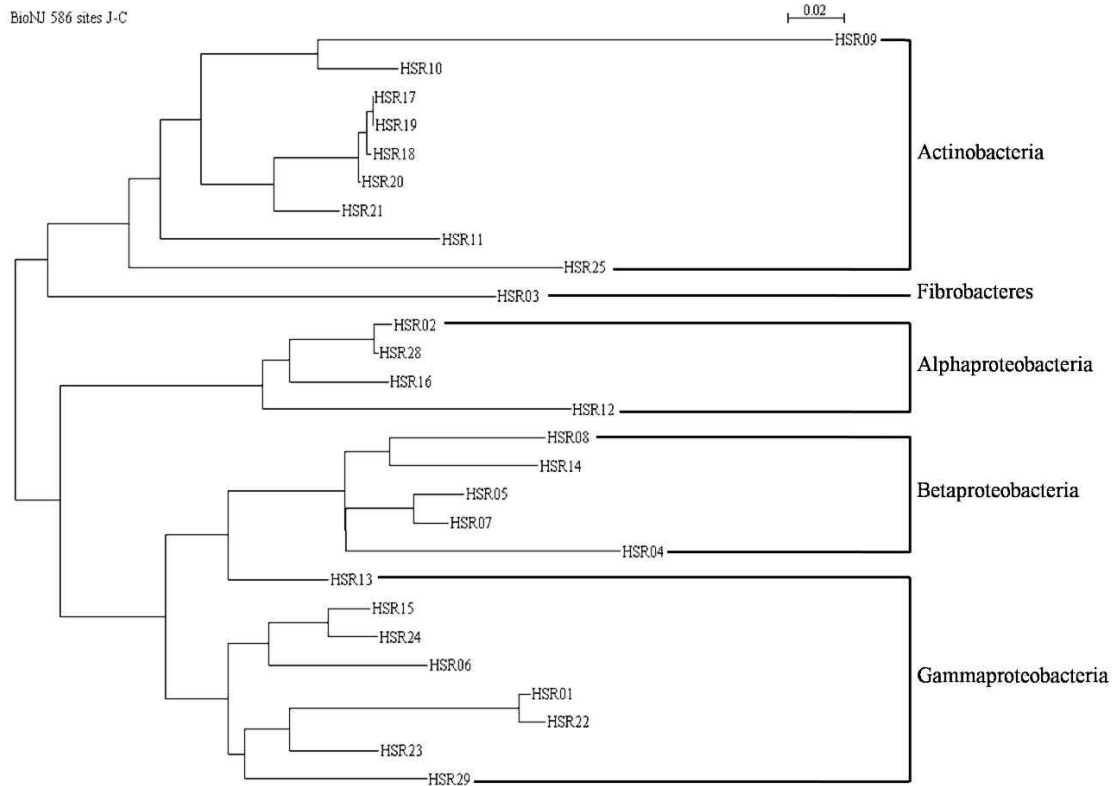 BioNJ 586 sites J-C
0.02
HSR09
HSR10
HSR17
HSR19
HSR18
HSR20
HSR21
HSR11
HSR25
Actinobacteria
HSR03
Fibrobacteres
HSR02
HSR28
HSR16
HSR12
Alphaproteobacteria
HSR08
HSR14
HSR05
HSR07
HSR04
Betaproteobacteria
HSR13
HSR15
HSR24
HSR06
HSR01
HSR22
HSR23
HSR29
Gammaproteobacteria